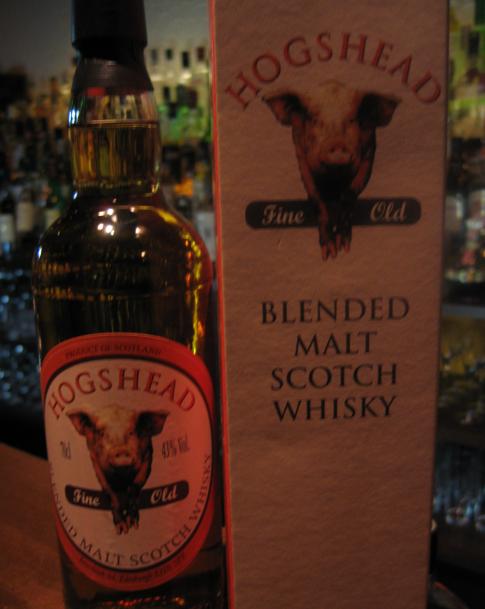 HOGSHEAD
Fine Old
BLENDED
MALT
SCOTCH
WHISKY
PRODUCT OF SCOTLAND
HOGSHEAD
70cl
43% Vol.
Fine Old
BLENDED MALT SCOTCH WHISKY